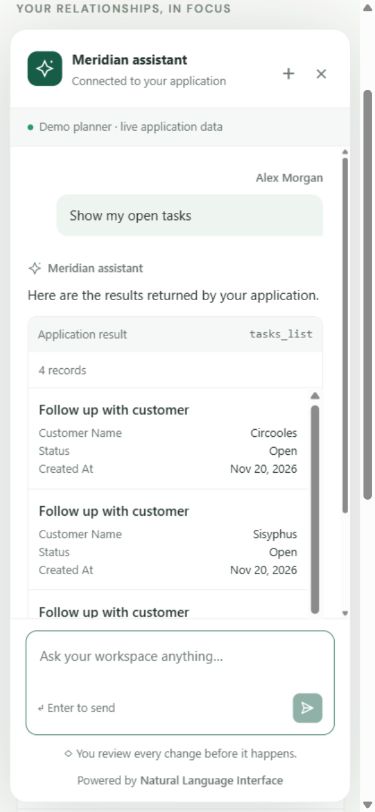 YOUR RELATIONSHIPS, IN FOCUS
Meridian assistant
Connected to your application
Demo planner · live application data
Alex Morgan
Show my open tasks
Meridian assistant
Here are the results returned by your application.
Application result tasks_list
4 records
Follow up with customer
Customer Name Circooles
Status Open
Created At Nov 20, 2026
Follow up with customer
Customer Name Sisyphus
Status Open
Created At Nov 20, 2026
Follow up with customer
Ask your workspace anything...
↵ Enter to send
You review every change before it happens.
Powered by Natural Language Interface